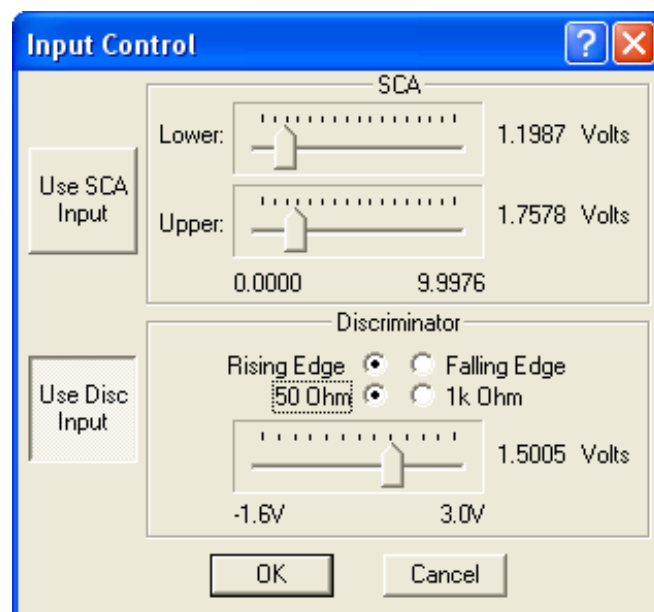 Input Control
?
SCA
Lower:
1.1987 Volts
Use SCA
Input
Upper:
1.7578 Volts
0.0000 9.9976
Discriminator
Rising Edge Falling Edge
50 Ohm 1k Ohm
Use Disc
Input
1.5005 Volts
-1.6V 3.0V
OK Cancel